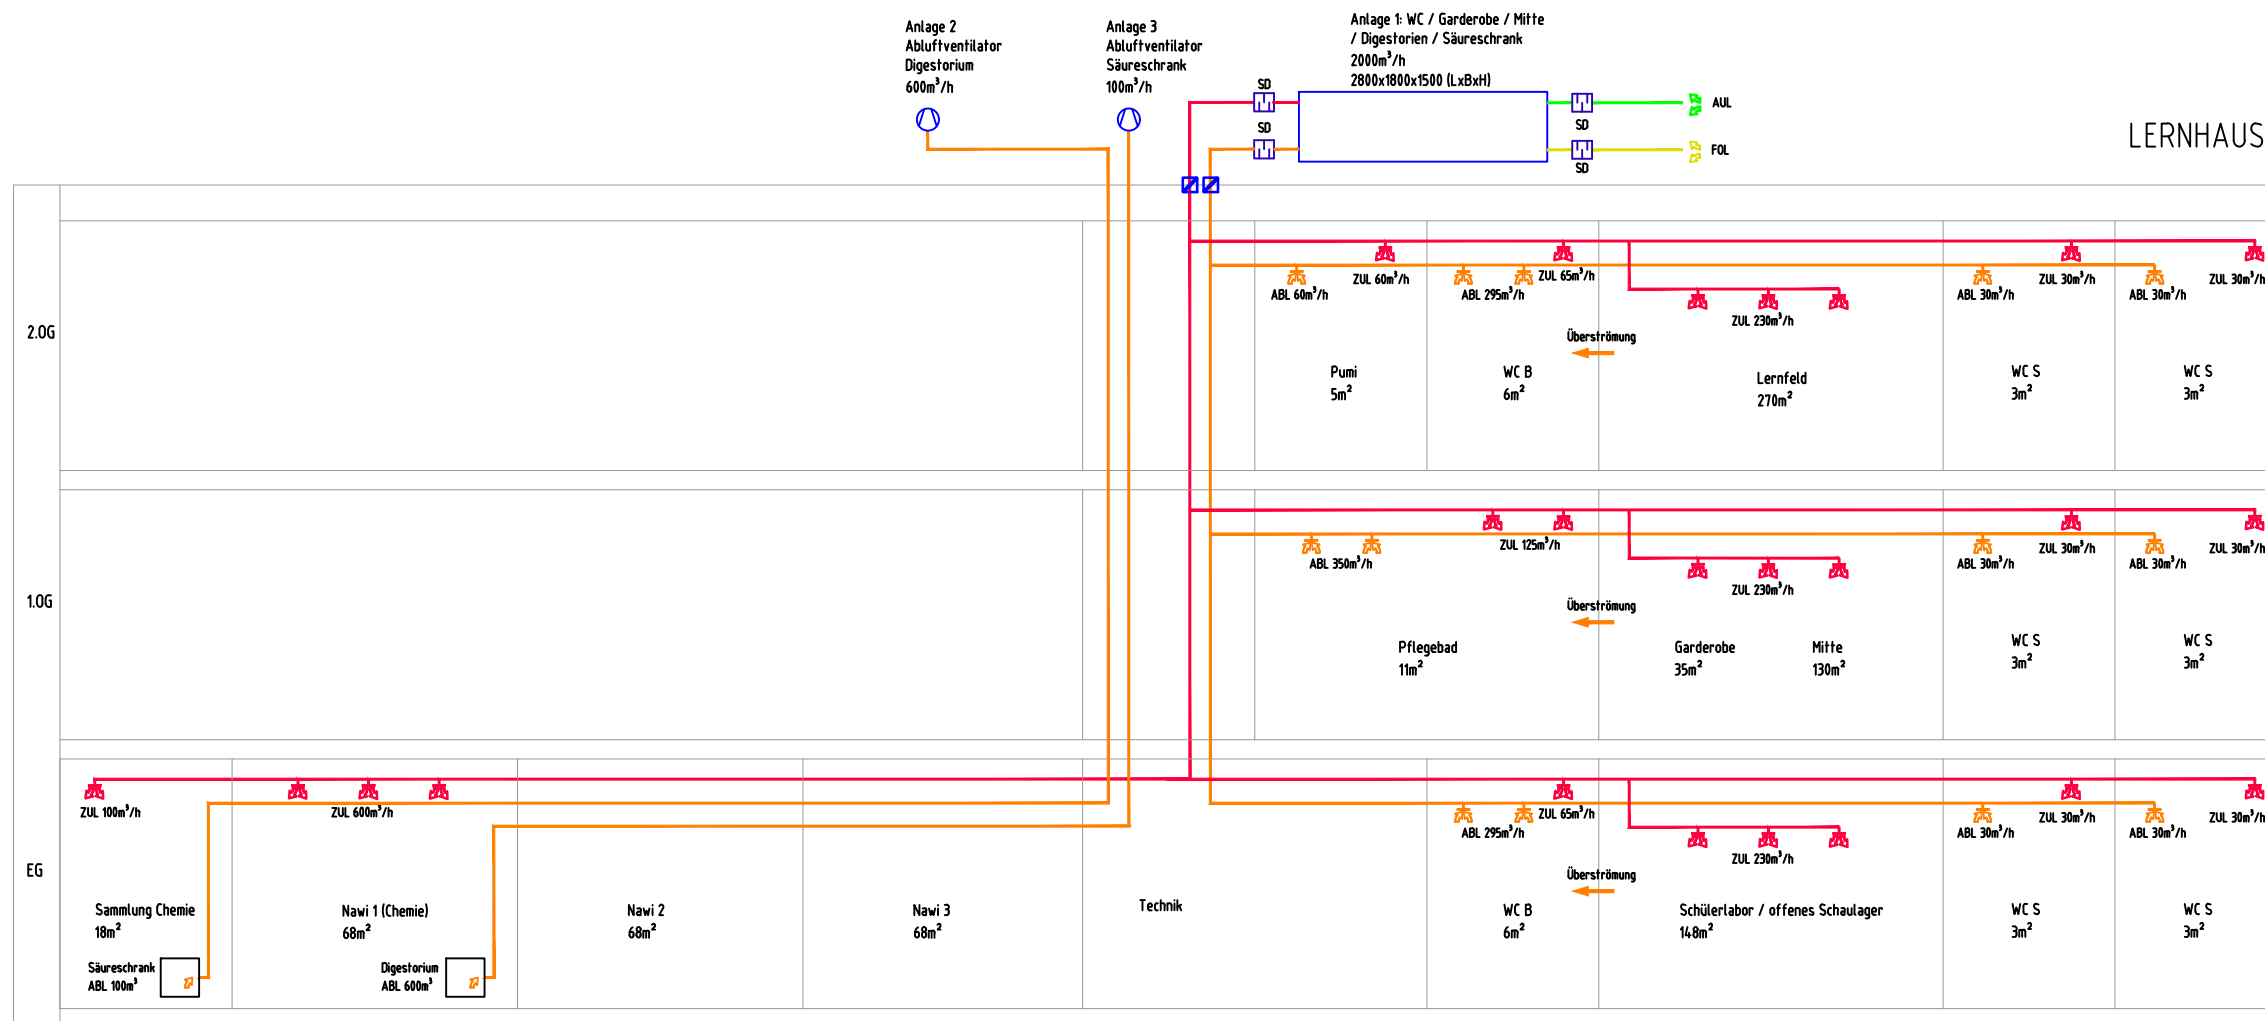 Anlage 2
Abluftventilator
Digestorium
600m³/h
Anlage 3
Abluftventilator
Säureschrank
100m³/h
Anlage 1: WC / Garderobe / Mitte
/ Digestorien / Säureschrank
2000m³/h
2800x1800x1500 (LxBxH)
SD
SD
SD
SD
AUL
FOL
LERNHAUS
2.OG
ABL 60m³/h
ZUL 60m³/h
ABL 295m³/h
ZUL 65m³/h
ZUL 230m³/h
ABL 30m³/h
ZUL 30m³/h
ABL 30m³/h
ZUL 30m³/h
Überströmung
Pumi
5m²
WC B
6m²
Lernfeld
270m²
WC S
3m²
WC S
3m²
1.OG
ABL 350m³/h
ZUL 125m³/h
ZUL 230m³/h
ABL 30m³/h
ZUL 30m³/h
ABL 30m³/h
ZUL 30m³/h
Überströmung
Pflegebad
11m²
Garderobe
35m²
Mitte
130m²
WC S
3m²
WC S
3m²
EG
ZUL 100m³/h
ZUL 600m³/h
ABL 295m³/h
ZUL 65m³/h
ZUL 230m³/h
ABL 30m³/h
ZUL 30m³/h
ABL 30m³/h
ZUL 30m³/h
Überströmung
Sammlung Chemie
18m²
Nawi 1 (Chemie)
68m²
Nawi 2
68m²
Nawi 3
68m²
Technik
WC B
6m²
Schülerlabor / offenes Schaulager
148m²
WC S
3m²
WC S
3m²
Säureschrank
ABL 100m³
Digestorium
ABL 600m³